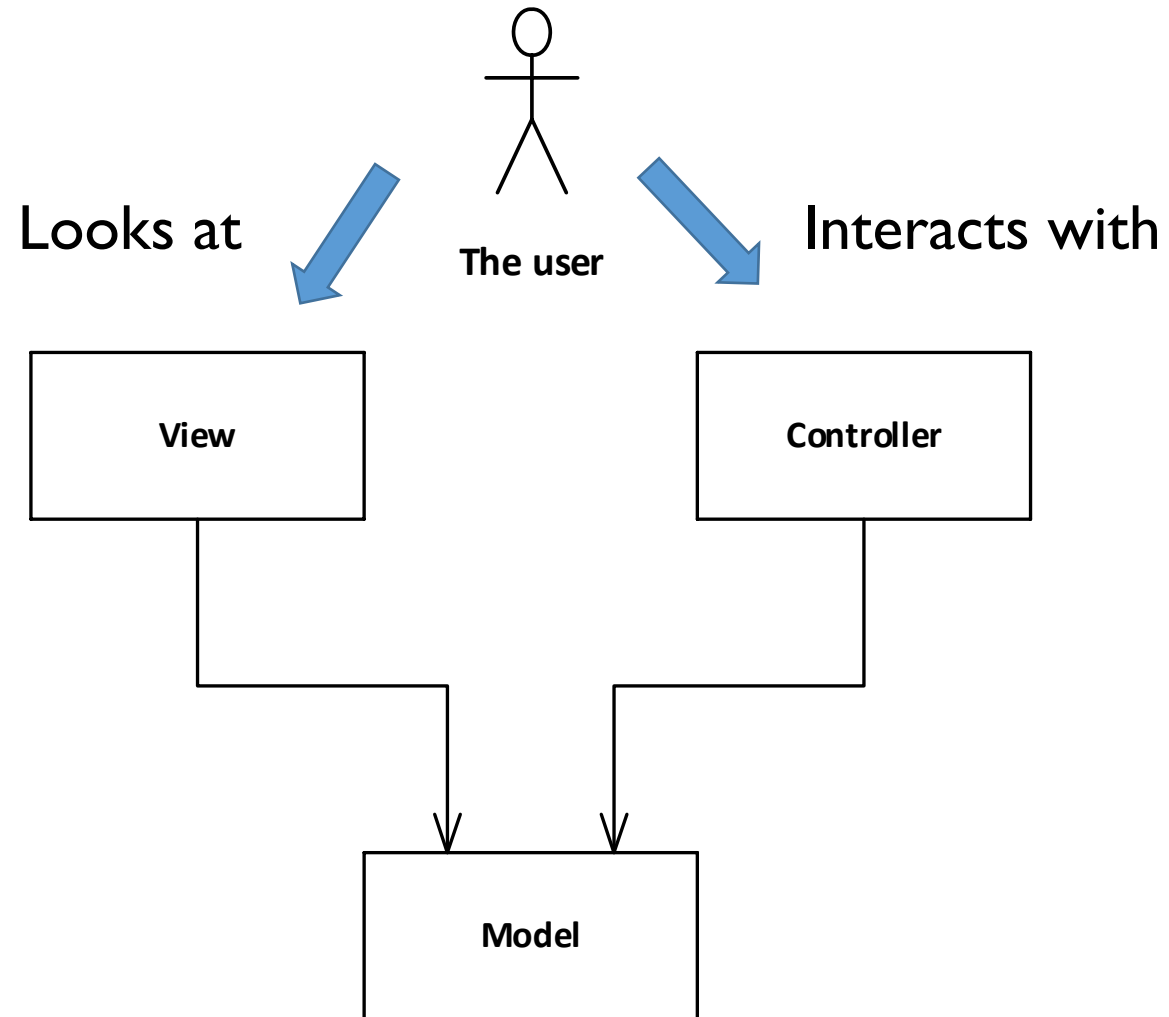 Looks at
Interacts with
The user
View
Controller
Model